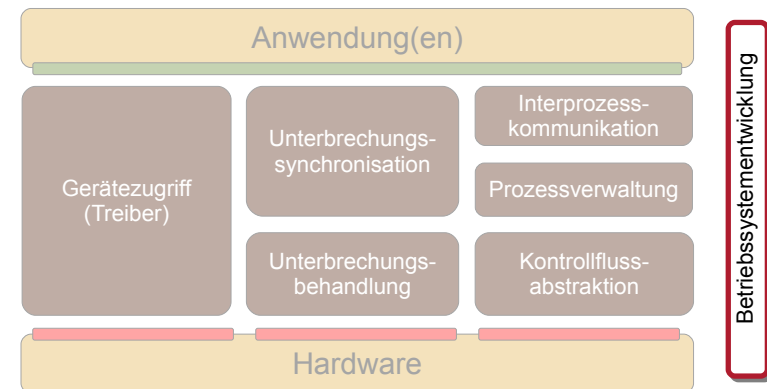 Anwendung(en)
Gerätezugriff
(Treiber)
Unterbrechungs-
synchronisation
Unterbrechungs-
behandlung
Interprozess-
kommunikation
Prozessverwaltung
Kontrollfluss-
abstraktion
Hardware
Betriebssystementwicklung